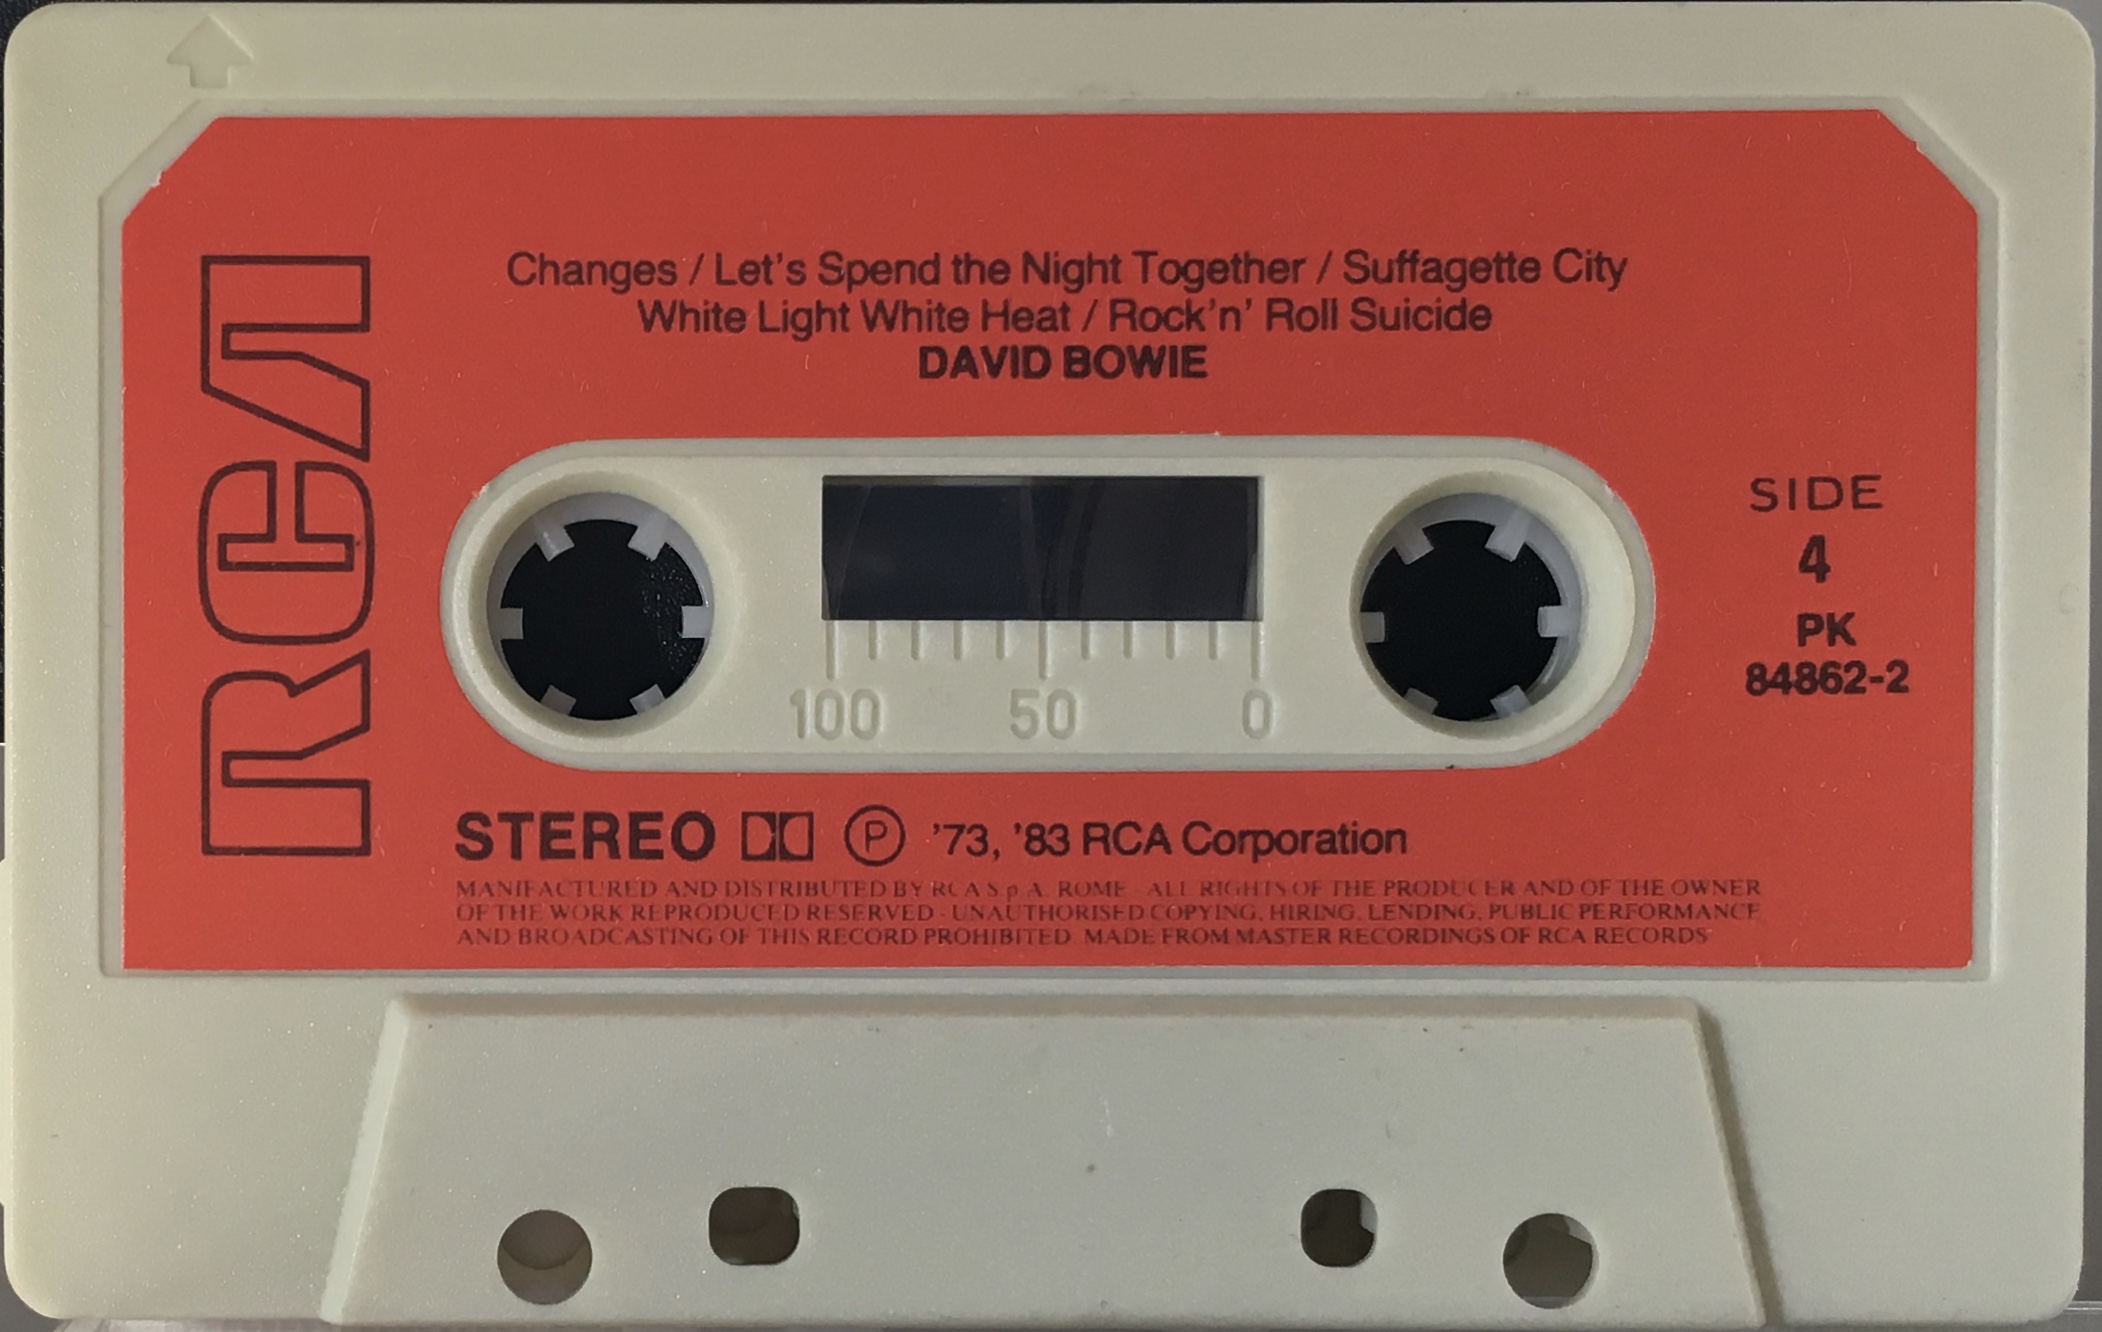 RCA
Changes / Let's Spend the Night Together / Suffagette City
White Light White Heat / Rock'n' Roll Suicide
DAVID BOWIE
SIDE
4
PK
84862-2
100 50 0
STEREO Ⓟ '73, '83 RCA Corporation
MANIFACTURED AND DISTRIBUTED BY RCA S.p.A. ROME - ALL RIGHTS OF THE PRODUCER AND OF THE OWNER
OF THE WORK REPRODUCED RESERVED - UNAUTHORISED COPYING, HIRING, LENDING, PUBLIC PERFORMANCE
AND BROADCASTING OF THIS RECORD PROHIBITED MADE FROM MASTER RECORDINGS OF RCA RECORDS